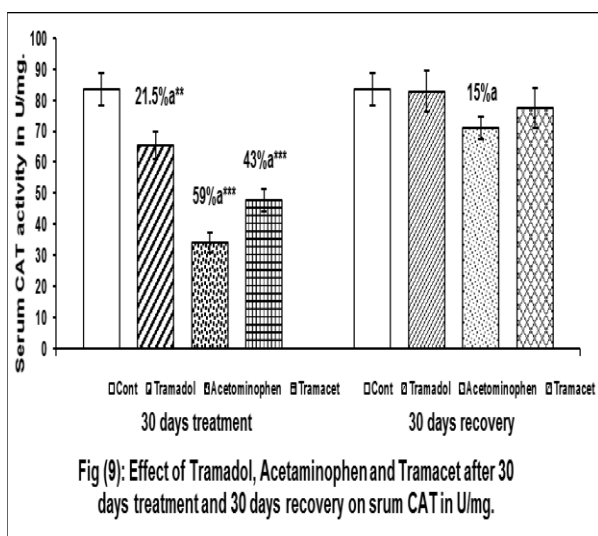 Serum CAT activity in U/mg.
100
90
80
70
60
50
40
30
20
10
0
21.5%a**
59%a***
43%a***
15%a
Cont Tramadol Acetominophen Tramacet
Cont Tramadol Acetominophen Tramacet
30 days treatment
30 days recovery
Fig (9): Effect of Tramadol, Acetaminophen and Tramacet after 30
days treatment and 30 days recovery on srum CAT in U/mg.